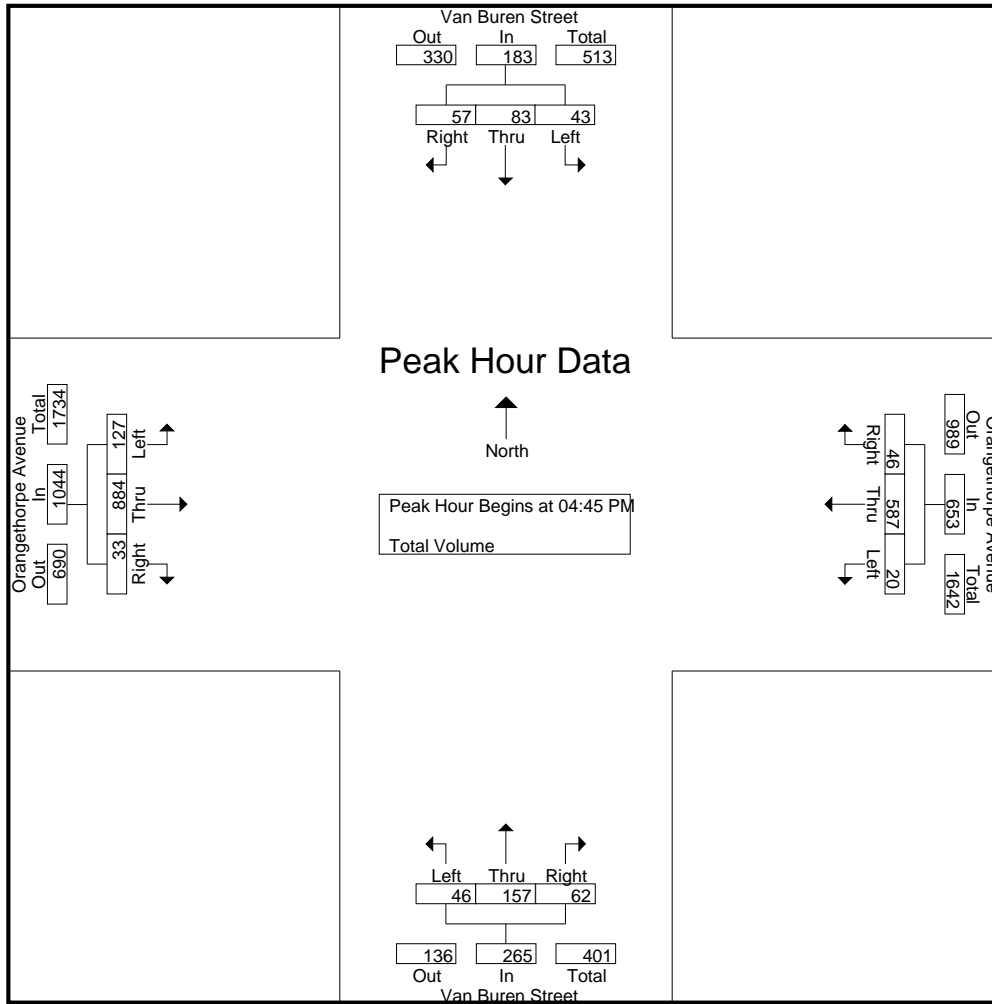 Van Buren Street
Out In Total
330 183 513
57 83 43
Right Thru Left
Peak Hour Data
North
Peak Hour Begins at 04:45 PM
Total Volume
Orangethorpe Avenue
Out In Total
690 1044 1734
33 884 127
Right Thru Left
Orangethorpe Avenue
Out In Total
989 653 1642
46 587 20
Right Thru Left
Left Thru Right
46 157 62
136 265 401
Out In Total
Van Buren Street